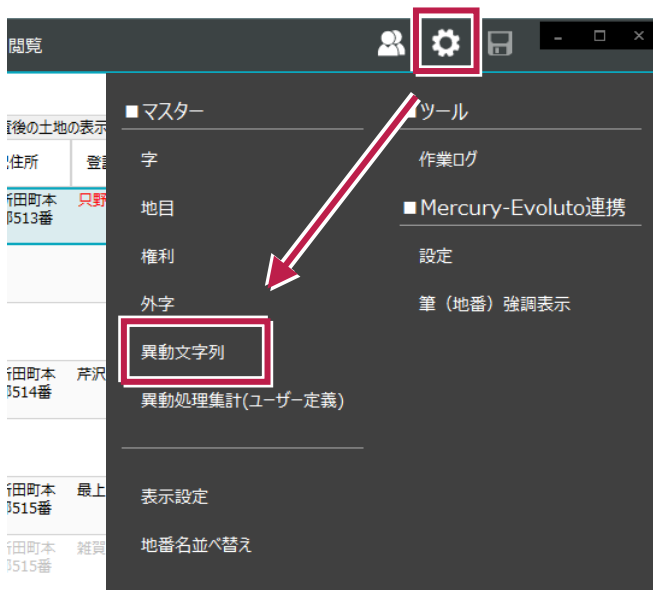 閲覧
■マスター
字
地目
権利
外字
異動文字列
異動処理集計(ユーザー定義)
表示設定
地番名並べ替え
ツール
作業ログ
■Mercury-Evoluto連携
設定
筆（地番）強調表示
後の土地の表示
住所
田町本
513番
只野
田町本
514番
芹沢
田町本
515番
最上
田町本
515番
雑賀